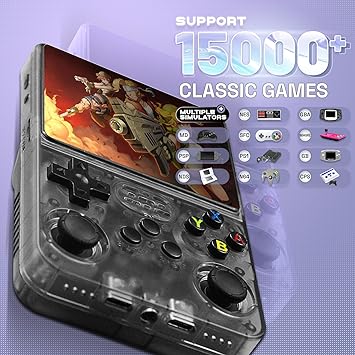 SUPPORT
15000+
CLASSIC GAMES
MULTIPLE
SIMULATORS
NES
GBA
MD
SFC
PSP
PS1
GB
NDS
N64
CPS
X
Y
A
B